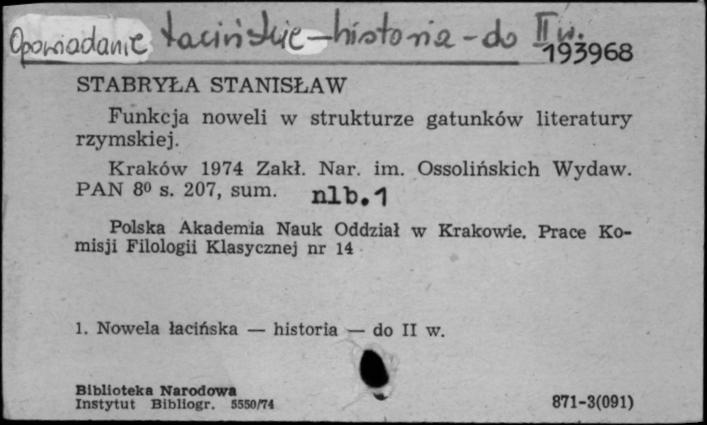 Opowiadanie łacińskie – historia – do II w.
193968
STABRYŁA STANISŁAW
Funkcja noweli w strukturze gatunków literatury
rzymskiej.
Kraków 1974 Zakł. Nar. im. Ossolińskich Wydaw.
PAN 8⁰ s. 207, sum. nlb. 1
Polska Akademia Nauk Oddział w Krakowie. Prace Ko-
misji Filologii Klasycznej nr 14
1. Nowela łacińska — historia — do II w.
Biblioteka Narodowa
Instytut Bibliogr. 5550/74 871-3(091)